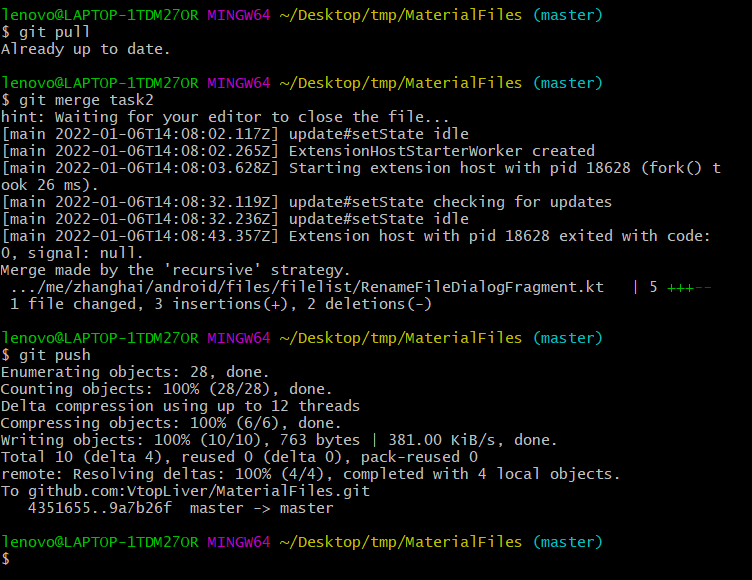 lenovo@LAPTOP-1TDM27OR MINGW64 ~/Desktop/tmp/MaterialFiles (master)
$ git pull
Already up to date.
lenovo@LAPTOP-1TDM27OR MINGW64 ~/Desktop/tmp/MaterialFiles (master)
$ git merge task2
hint: Waiting for your editor to close the file...
[main 2022-01-06T14:08:02.117Z] update#setState idle
[main 2022-01-06T14:08:02.265Z] ExtensionHostStarterWorker created
[main 2022-01-06T14:08:03.628Z] Starting extension host with pid 18628 (fork() t
ook 26 ms).
[main 2022-01-06T14:08:32.119Z] update#setState checking for updates
[main 2022-01-06T14:08:32.236Z] update#setState idle
[main 2022-01-06T14:08:43.357Z] Extension host with pid 18628 exited with code:
0, signal: null.
Merge made by the 'recursive' strategy.
 .../me/zhanghai/android/files/filelist/RenameFileDialogFragment.kt   | 5 +++--
 1 file changed, 3 insertions(+), 2 deletions(-)
lenovo@LAPTOP-1TDM27OR MINGW64 ~/Desktop/tmp/MaterialFiles (master)
$ git push
Enumerating objects: 28, done.
Counting objects: 100% (28/28), done.
Delta compression using up to 12 threads
Compressing objects: 100% (6/6), done.
Writing objects: 100% (10/10), 763 bytes | 381.00 KiB/s, done.
Total 10 (delta 4), reused 0 (delta 0), pack-reused 0
remote: Resolving deltas: 100% (4/4), completed with 4 local objects.
To github.com:VtopLiver/MaterialFiles.git
   4351655..9a7b26f  master -> master
lenovo@LAPTOP-1TDM27OR MINGW64 ~/Desktop/tmp/MaterialFiles (master)
$